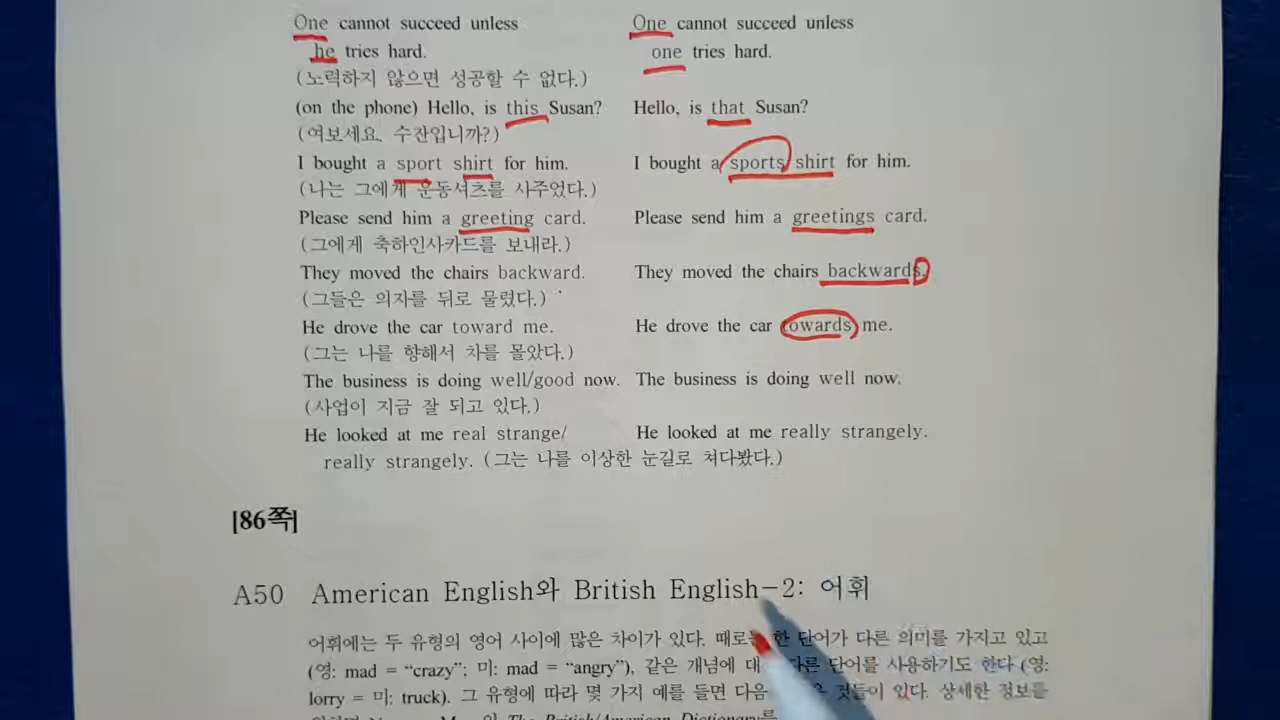 One cannot succeed unless One cannot succeed unless
he tries hard. one tries hard.
(노력하지 않으면 성공할 수 없다.)
(on the phone) Hello, is this Susan? Hello, is that Susan?
(여보세요, 수잔입니까?)
I bought a sport shirt for him. I bought a sports shirt for him.
(나는 그에게 운동셔츠를 사주었다.)
Please send him a greeting card. Please send him a greetings card.
(그에게 축하인사카드를 보내라.)
They moved the chairs backward. They moved the chairs backwards.
(그들은 의자를 뒤로 물렸다.)
He drove the car toward me. He drove the car towards me.
(그는 나를 향해서 차를 몰았다.)
The business is doing well/good now. The business is doing well now.
(사업이 지금 잘 되고 있다.)
He looked at me real strange/ He looked at me really strangely.
really strangely. (그는 나를 이상한 눈길로 쳐다봤다.)
[86쪽]
A50 American English와 British English-2: 어휘
어휘에는 두 유형의 영어 사이에 많은 차이가 있다. 때로는 한 단어가 다른 의미를 가지고 있고
(영: mad = “crazy”; 미: mad = “angry”), 같은 개념에 다른 단어를 사용하기도 한다 (영:
lorry = 미: truck). 그 유형에 따라 몇 가지 예를 들면 다음 것들이 있다. 상세한 정보를
The British/American Dictionary를